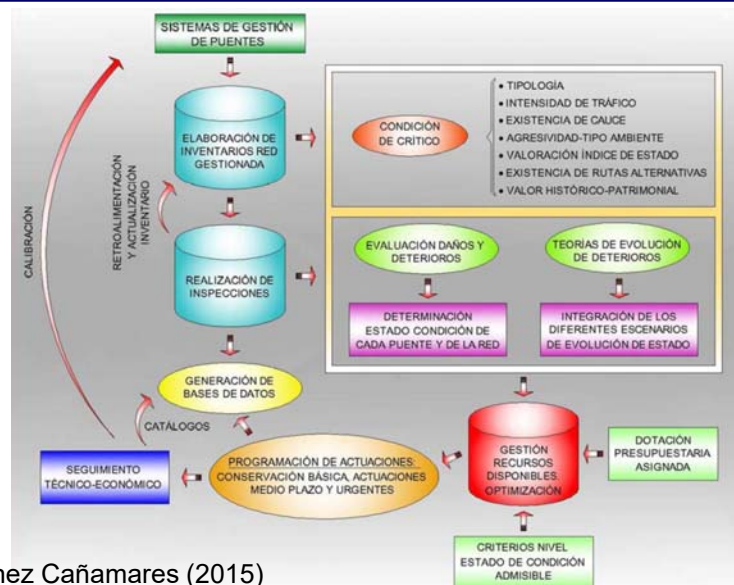 SISTEMAS DE GESTIÓN
DE PUENTES
ELABORACIÓN DE
INVENTARIOS RED
GESTIONADA
CONDICIÓN
DE CRÍTICO
• TIPOLOGÍA
• INTENSIDAD DE TRÁFICO
• EXISTENCIA DE CAUCE
• AGRESIVIDAD-TIPO AMBIENTE
• VALORACIÓN ÍNDICE DE ESTADO
• EXISTENCIA DE RUTAS ALTERNATIVAS
• VALOR HISTÓRICO-PATRIMONIAL
CALIBRACIÓN
RETROALIMENTACIÓN
Y ACTUALIZACIÓN
INVENTARIO
REALIZACIÓN DE
INSPECCIONES
EVALUACIÓN DAÑOS Y
DETERIOROS
TEORÍAS DE EVOLUCIÓN
DE DETERIOROS
DETERMINACIÓN
ESTADO CONDICIÓN DE
CADA PUENTE Y DE LA RED
INTEGRACIÓN DE LOS
DIFERENTES ESCENARIOS
DE EVOLUCIÓN DE ESTADO
GENERACIÓN DE
BASES DE DATOS
CATÁLOGOS
SEGUIMIENTO
TÉCNICO-ECONÓMICO
PROGRAMACIÓN DE ACTUACIONES:
CONSERVACIÓN BÁSICA, ACTUACIONES
MEDIO PLAZO Y URGENTES
GESTIÓN
RECURSOS
DISPONIBLES:
OPTIMIZACIÓN
DOTACIÓN
PRESUPUESTARIA
ASIGNADA
CRITERIOS NIVEL
ESTADO DE CONDICIÓN
ADMISIBLE
nez Cañamares (2015)